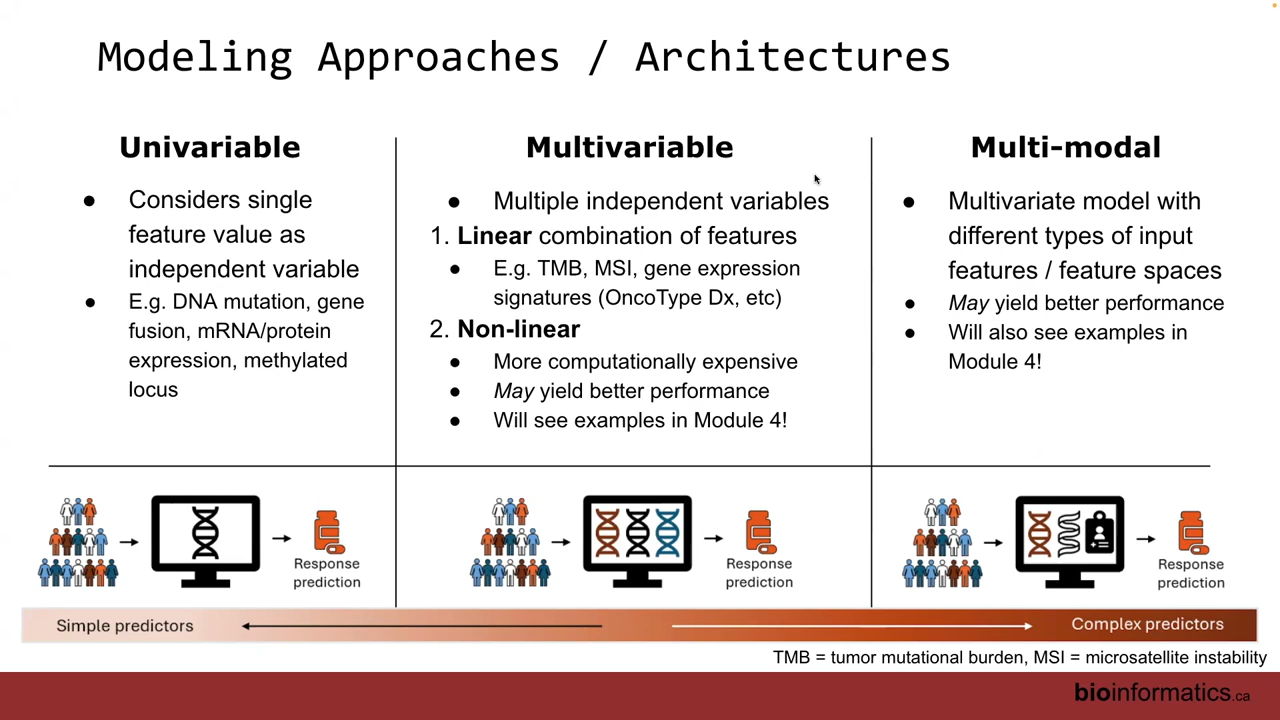 Modeling Approaches / Architectures
Univariable
● Considers single
feature value as
independent variable
● E.g. DNA mutation, gene
fusion, mRNA/protein
expression, methylated
locus
Multivariable
● Multiple independent variables
1. Linear combination of features
● E.g. TMB, MSI, gene expression
signatures (OncoType Dx, etc)
2. Non-linear
● More computationally expensive
● May yield better performance
● Will see examples in Module 4!
Multi-modal
● Multivariate model with
different types of input
features / feature spaces
● May yield better performance
● Will also see examples in
Module 4!
Response
prediction
Response
prediction
Response
prediction
Simple predictors
Complex predictors
TMB = tumor mutational burden, MSI = microsatellite instability
bioinformatics.ca